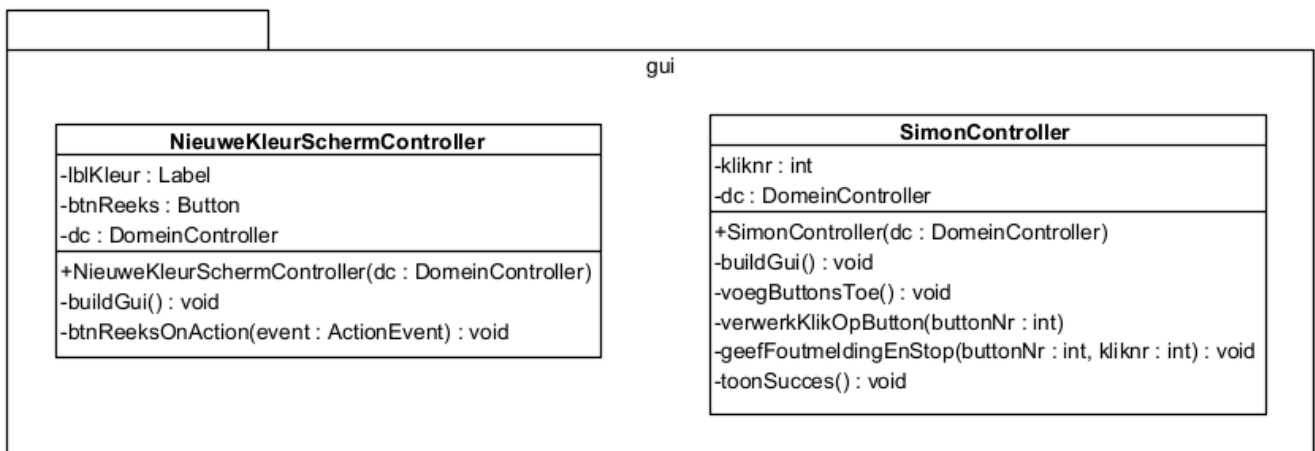 gui
NieuweKleurSchermController
-lblKleur : Label
-btnReeks : Button
-dc : DomeinController
+NieuweKleurSchermController(dc : DomeinController)
-buildGui() : void
-btnReeksOnAction(event : ActionEvent) : void
SimonController
-kliknr : int
-dc : DomeinController
+SimonController(dc : DomeinController)
-buildGui() : void
-voegButtonsToe() : void
-verwerkKlikOpButton(buttonNr : int)
-geefFoutmeldingEnStop(buttonNr : int, kliknr : int) : void
-toonSucces() : void